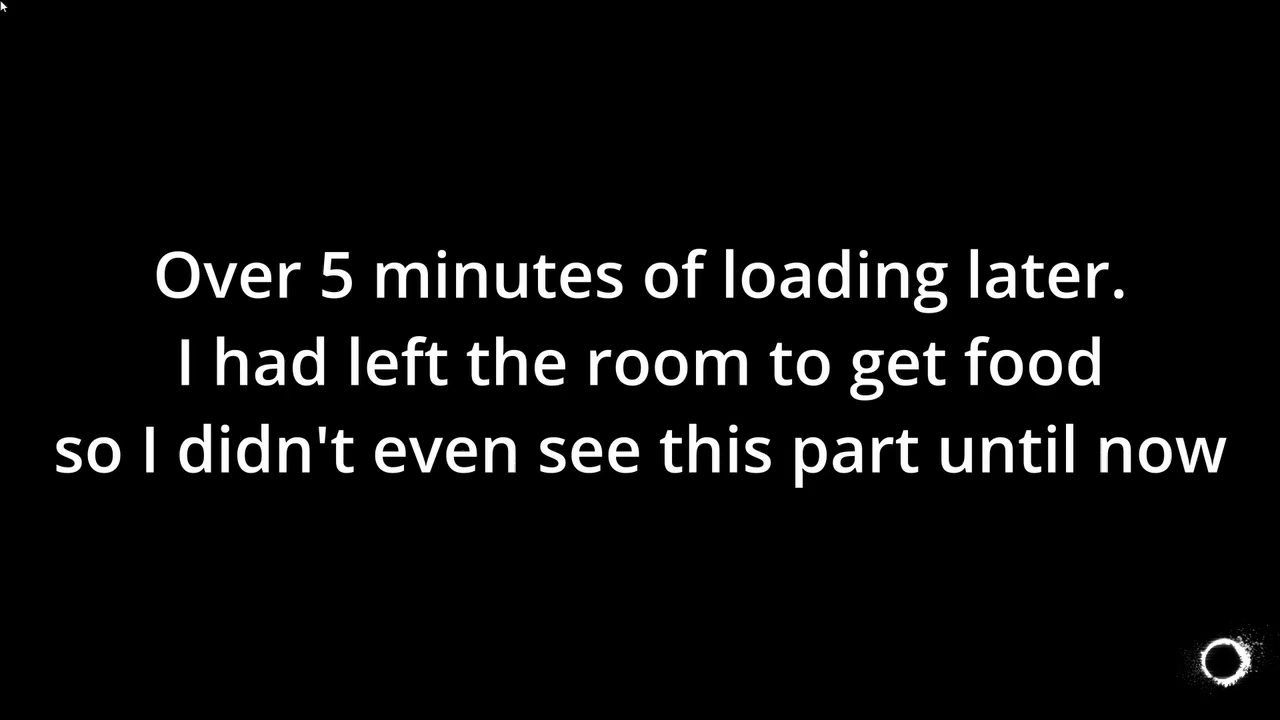 Over 5 minutes of loading later.
I had left the room to get food
so I didn't even see this part until now